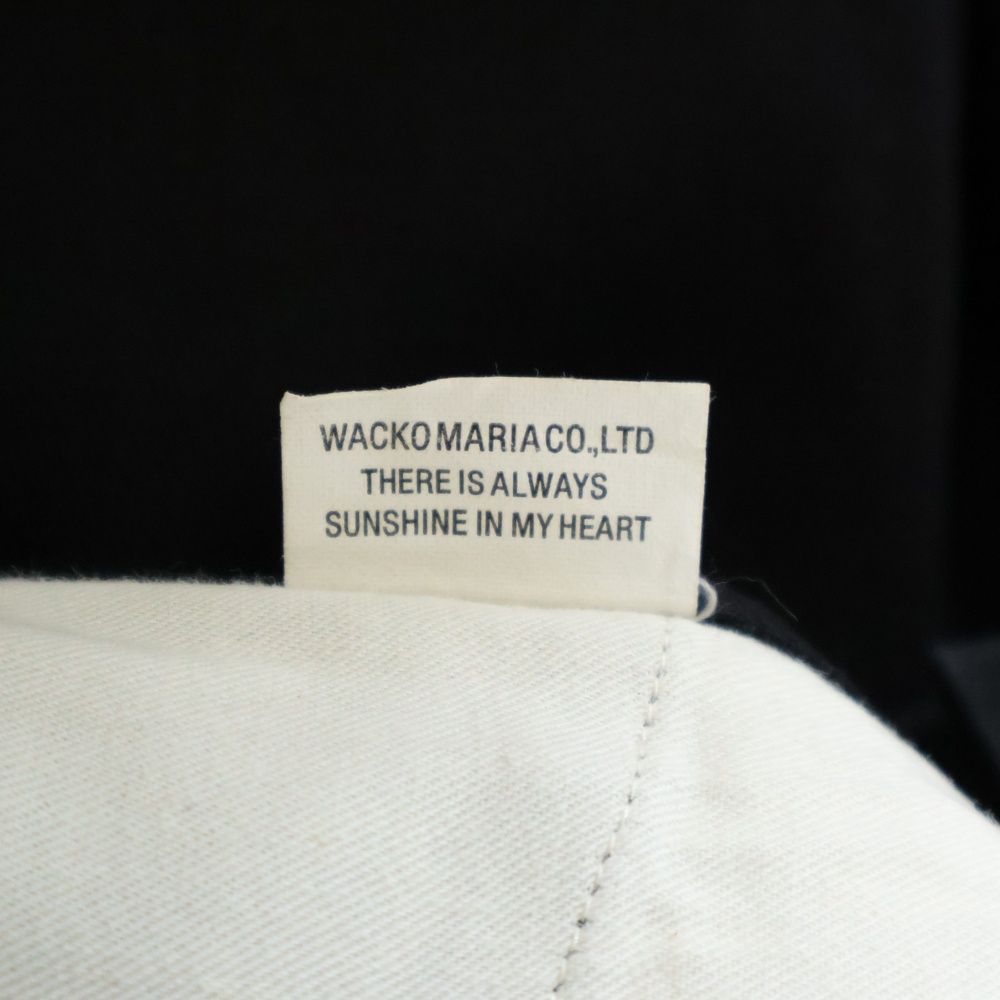 WACKO MARIA CO.,LTD
THERE IS ALWAYS
SUNSHINE IN MY HEART